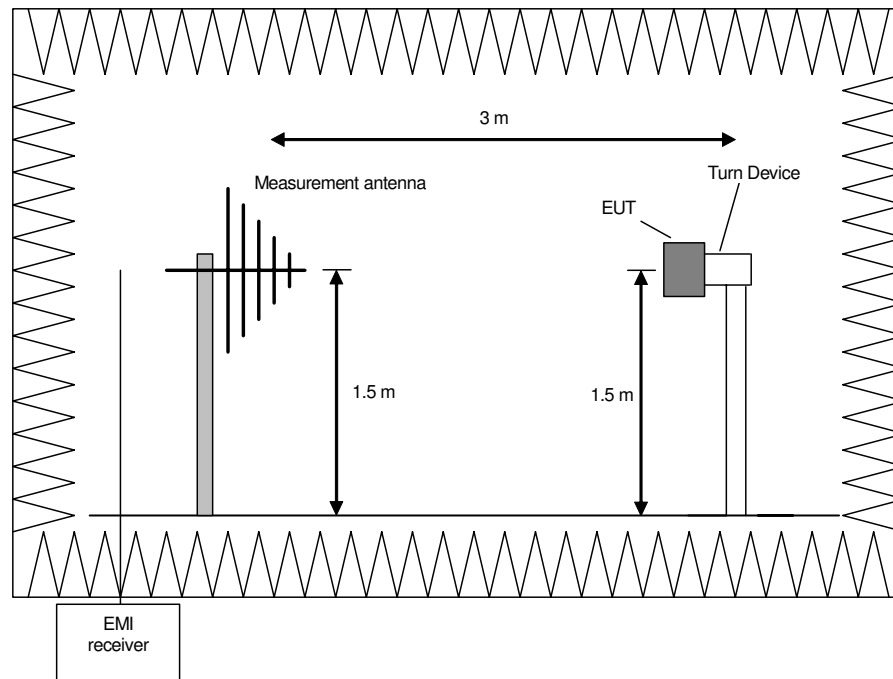 3 m
Measurement antenna
Turn Device
EUT
1.5 m
1.5 m
EMI
receiver